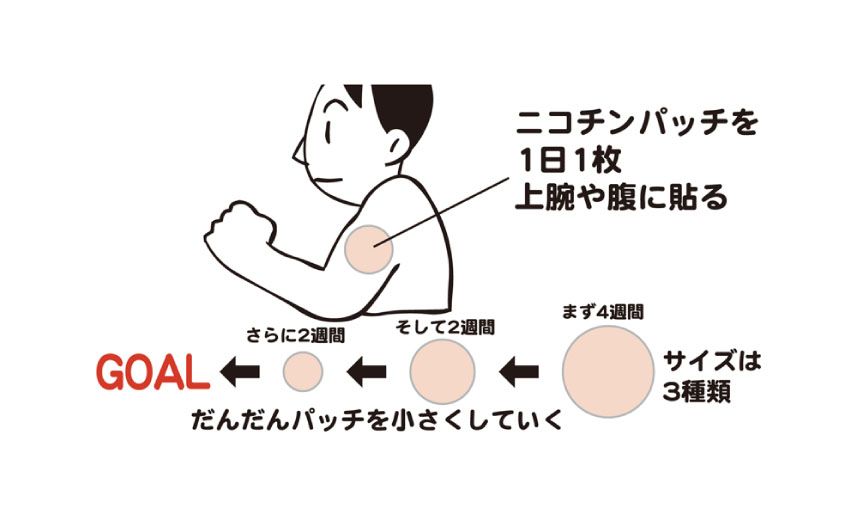 ニコチンパッチを
1日1枚
上腕や腹に貼る
まず4週間
そして2週間
さらに2週間
サイズは
3種類
GOAL
だんだんパッチを小さくしていく